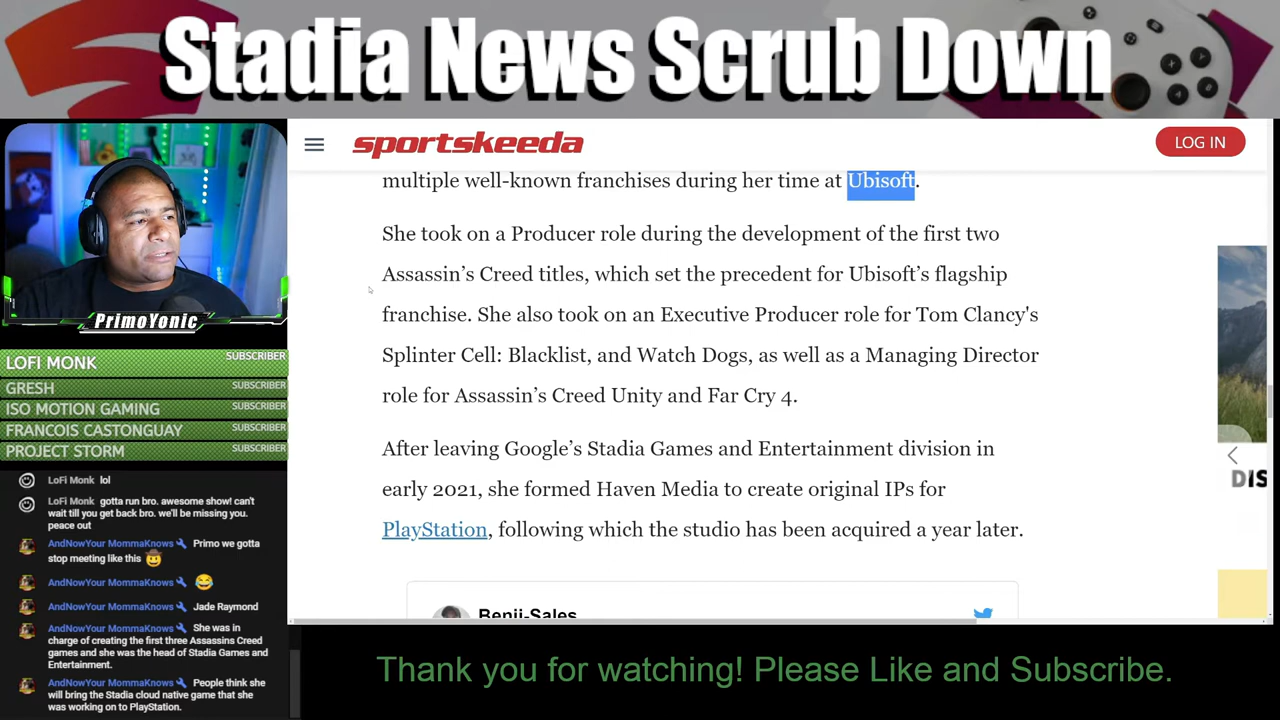 Stadia News Scrub Down
sportskeeda
LOG IN
multiple well-known franchises during her time at Ubisoft.
She took on a Producer role during the development of the first two
Assassin's Creed titles, which set the precedent for Ubisoft's flagship
franchise. She also took on an Executive Producer role for Tom Clancy's
Splinter Cell: Blacklist, and Watch Dogs, as well as a Managing Director
role for Assassin's Creed Unity and Far Cry 4.
After leaving Google's Stadia Games and Entertainment division in
early 2021, she formed Haven Media to create original IPs for
PlayStation, following which the studio has been acquired a year later.
Benji-Sales
DIS
PrimoYonic
LOFI MONK SUBSCRIBER
GRESH SUBSCRIBER
ISO MOTION GAMING SUBSCRIBER
FRANCOIS CASTONGUAY SUBSCRIBER
PROJECT STORM SUBSCRIBER
LoFi Monk lol
LoFi Monk gotta run bro. awesome show! can't
wait till you get back bro. we'll be missing you.
peace out
AndNowYour MommaKnows Primo we gotta
stop meeting like this 🤠
AndNowYour MommaKnows 😂
AndNowYour MommaKnows Jade Raymond
AndNowYour MommaKnows She was in
charge of creating the first three Assassins Creed
games and she was the head of Stadia Games and
Entertainment.
AndNowYour MommaKnows People think she
will bring the Stadia cloud native game that she
was working on to PlayStation.
Thank you for watching! Please Like and Subscribe.